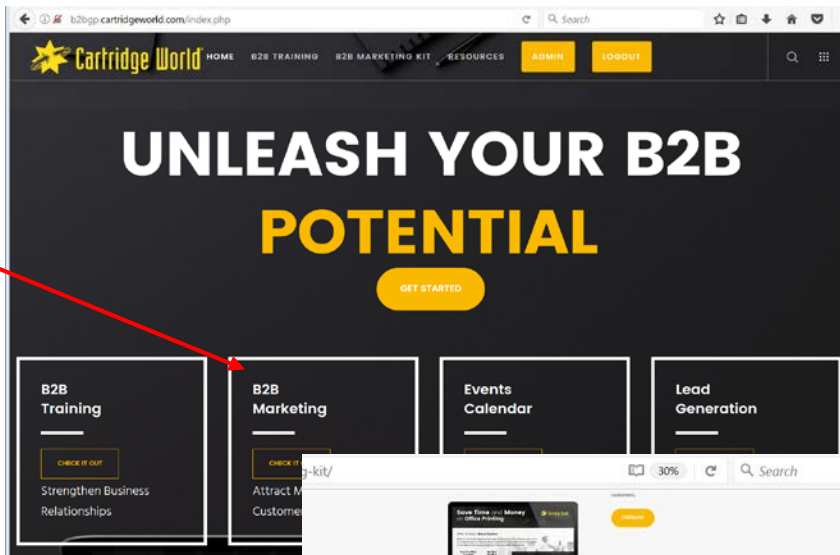 b2bgp.cartridgeworld.com/index.php
Search
Cartridge World
HOME
B2B TRAINING
B2B MARKETING KIT
RESOURCES
ADMIN
LOGOUT
UNLEASH YOUR B2B
POTENTIAL
GET STARTED
B2B
Training
CHECK IT OUT
Strengthen Business
Relationships
B2B
Marketing
CHECK IT
Attract M
Custome
Events
Calendar
Lead
Generation
g-kit/
30%
Search
Save Time and Money
on Office Printing